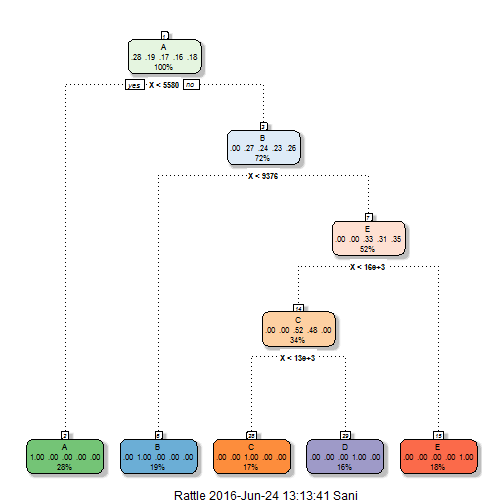 1
A
.28 .19 .17 .16 .18
100%
yes X < 5580 no
3
B
.00 .27 .24 .23 .26
72%
X < 9376
7
E
.00 .00 .33 .31 .35
52%
X < 16e+3
14
C
.00 .00 .52 .48 .00
34%
X < 13e+3
2
A
1.00 .00 .00 .00 .00
28%
6
B
.00 1.00 .00 .00 .00
19%
28
C
.00 .00 1.00 .00 .00
17%
29
D
.00 .00 .00 1.00 .00
16%
15
E
.00 .00 .00 .00 1.00
18%
Rattle 2016-Jun-24 13:13:41 Sani